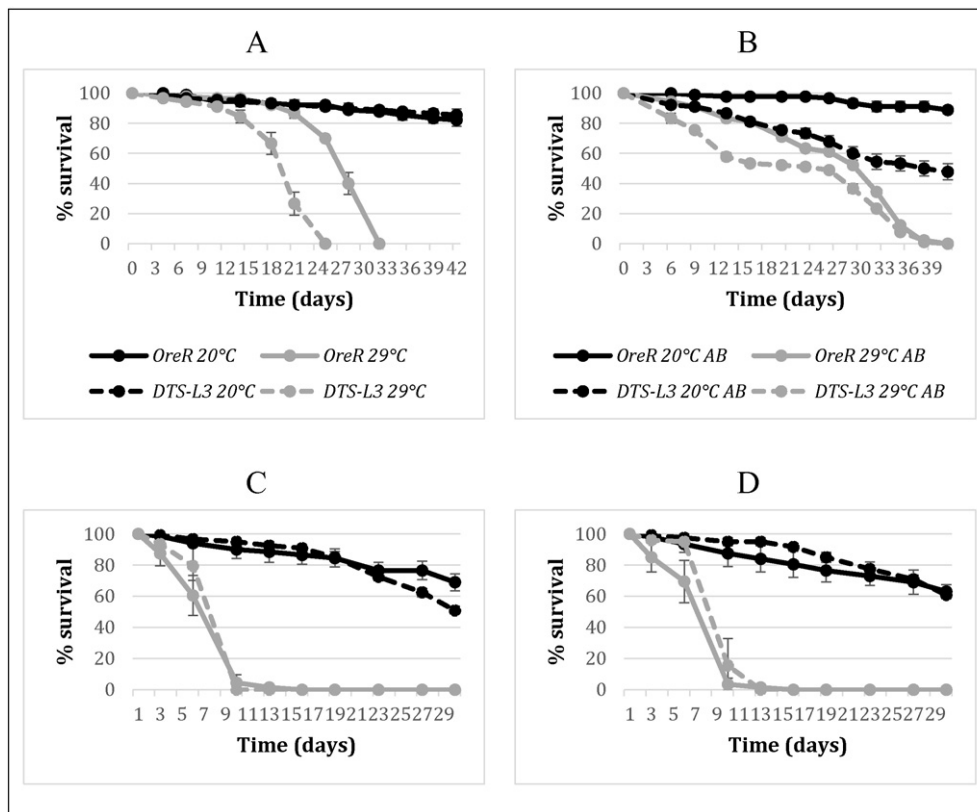 A
% survival
100
80
60
40
20
0
0 3 6 9 12 15 18 21 24 27 30 33 36 39 42
Time (days)
OreR 20°C OreR 29°C
DTS-L3 20°C DTS-L3 29°C
B
% survival
100
80
60
40
20
0
0 3 6 9 12 15 18 21 24 27 30 33 36 39
Time (days)
OreR 20°C AB OreR 29°C AB
DTS-L3 20°C AB DTS-L3 29°C AB
C
% survival
100
80
60
40
20
0
1 3 5 7 9 11 13 15 17 19 21 23 25 27 29
Time (days)
D
% survival
100
80
60
40
20
0
1 3 5 7 9 11 13 15 17 19 21 23 25 27 29
Time (days)